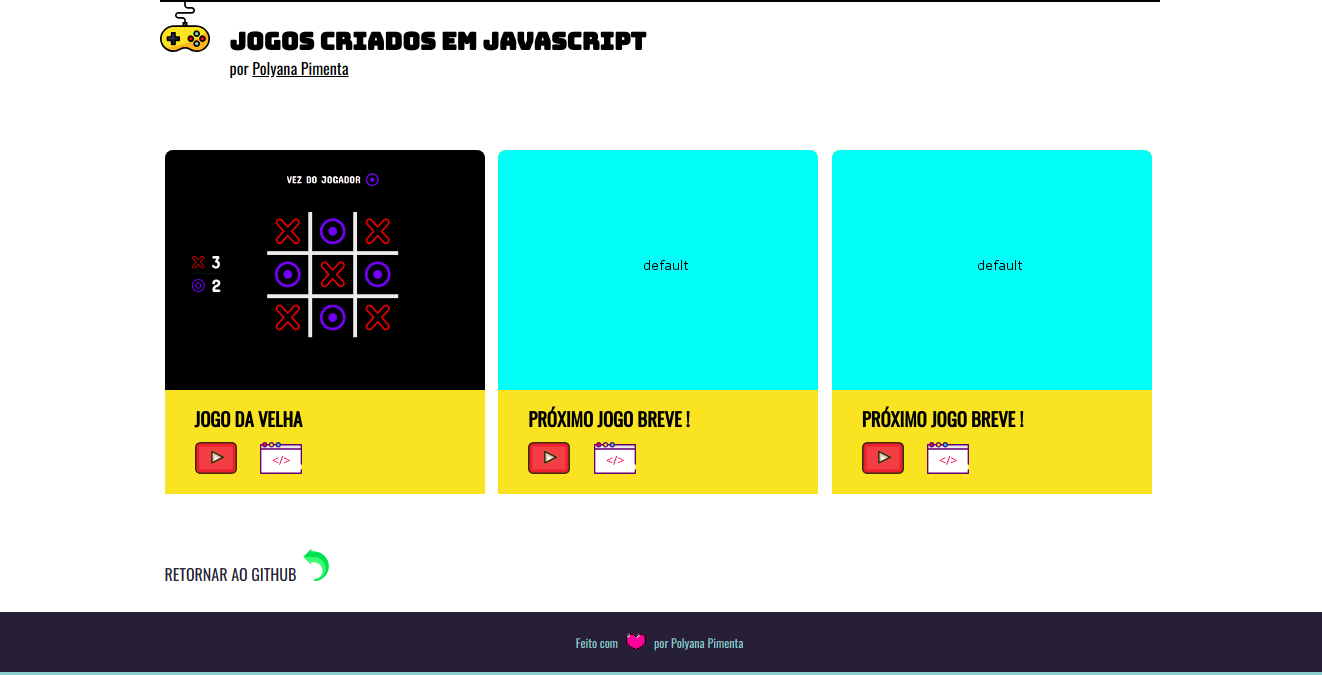 JOGOS CRIADOS EM JAVASCRIPT
por Polyana Pimenta
VEZ DO JOGADOR
3
2
default
default
JOGO DA VELHA
PRÓXIMO JOGO BREVE !
PRÓXIMO JOGO BREVE !
</>
</>
</>
RETORNAR AO GITHUB
Feito com por Polyana Pimenta